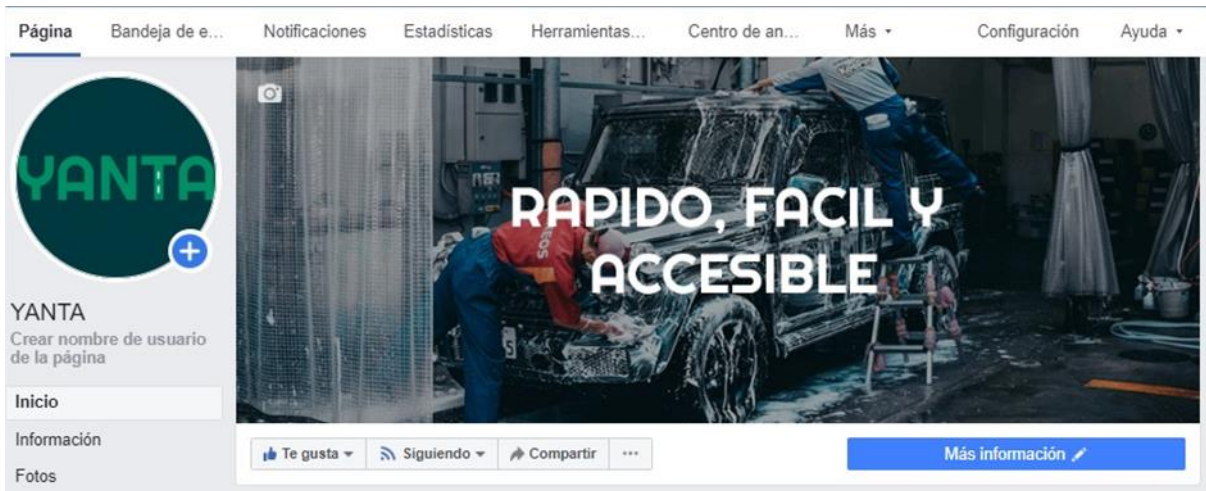 Página Bandeja de e... Notificaciones Estadísticas Herramientas... Centro de an... Más Configuración Ayuda
YANTA
RAPIDO, FACIL Y
ACCESIBLE
YANTA
Crear nombre de usuario
de la página
Inicio
Información
Fotos
Te gusta Siguiendo Compartir ... Más información